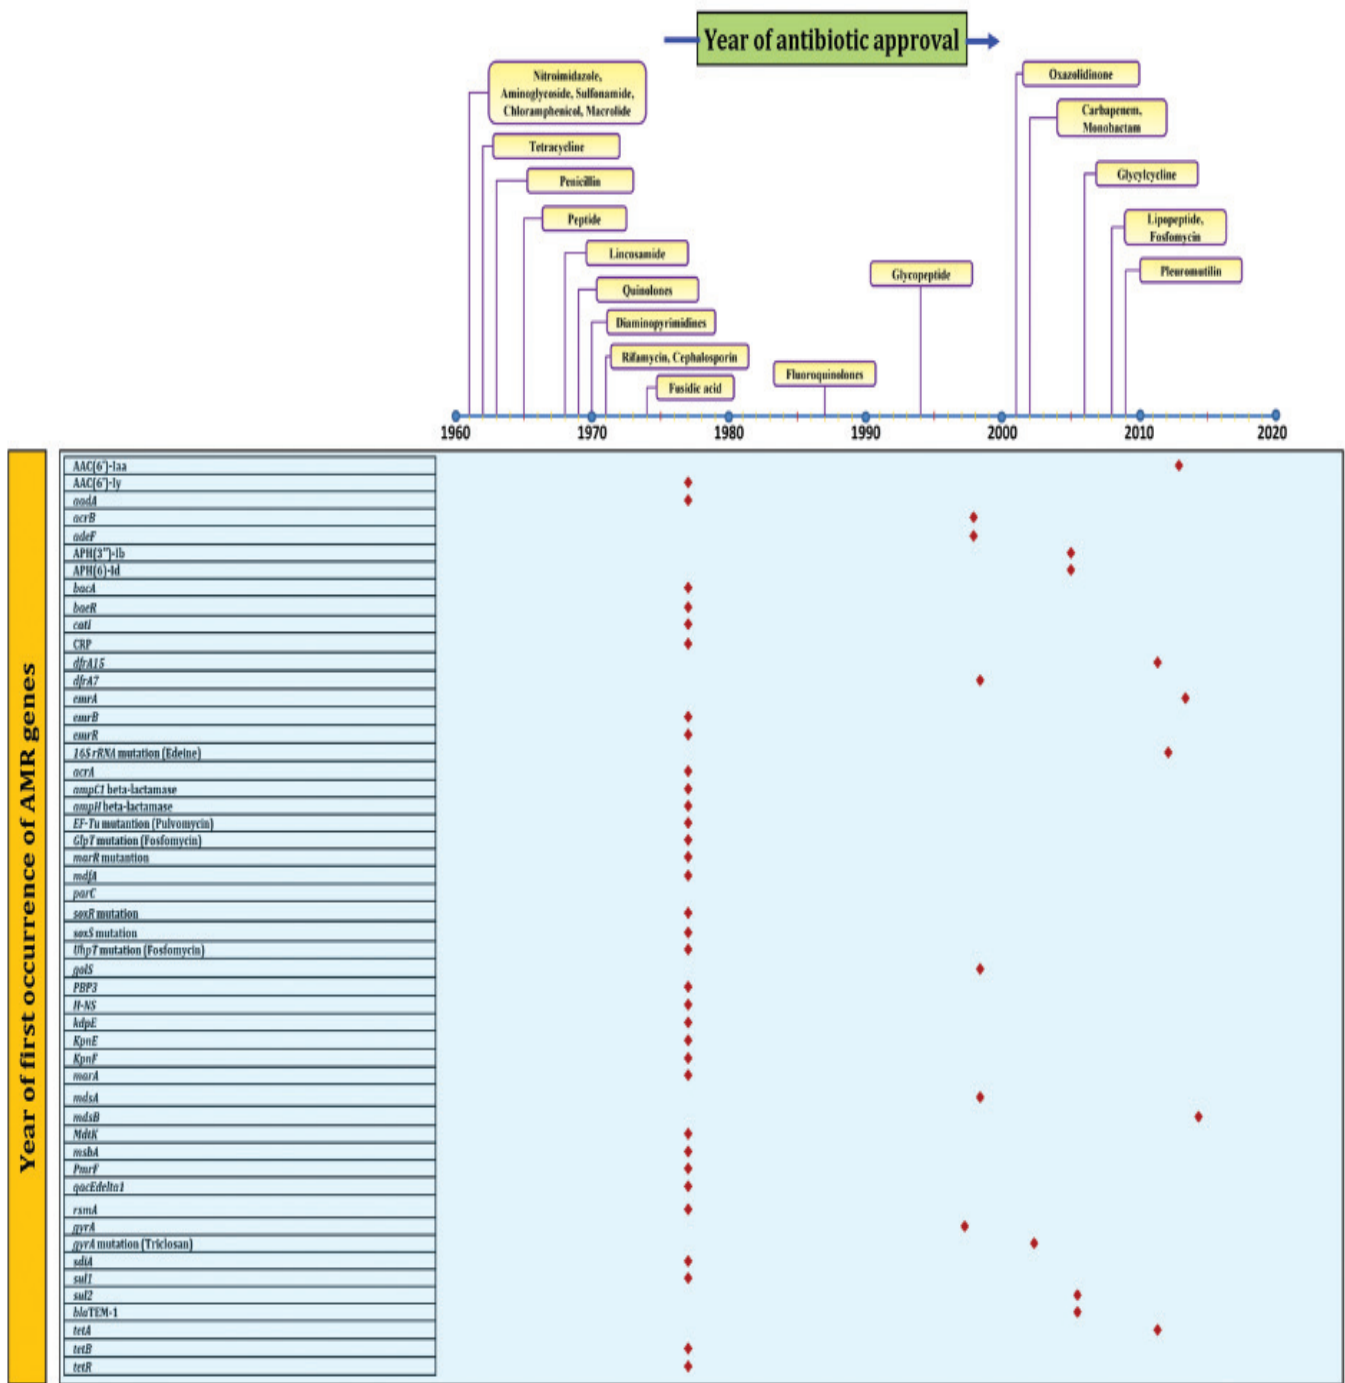 Year of antibiotic approval
Nitroimidazole,
Aminoglycoside, Sulfonamide,
Chloramphenicol, Macrolide
Tetracycline
Penicillin
Peptide
Lincosamide
Quinolones
Diaminopyrimidines
Rifamycin, Cephalosporin
Fusidic acid
Fluoroquinolones
Glycopeptide
Oxazolidinone
Carbapenem,
Monobactam
Glycylcycline
Lipopeptide,
Fosfomycin
Pleuromutilin
1960 1970 1980 1990 2000 2010 2020
Year of first occurrence of AMR genes
AAC(6')-Iaa
AAC(6')-Iy
aadA
acrB
adeF
APH(3'')-Ib
APH(6)-Id
bacA
baeR
catI
CRP
dfrA15
dfrA7
emrA
emrB
emrR
16S rRNA mutation (Edeine)
acrA
ampC1 beta-lactamase
ampH beta-lactamase
EF-Tu mutantion (Pulvomycin)
GlpT mutation (Fosfomycin)
marR mutantion
mdfA
parC
soxR mutation
soxS mutation
UhpT mutation (Fosfomycin)
golS
PBP3
H-NS
kdpE
KpnE
KpnF
marA
mdsA
mdsB
MdtK
msbA
PmrF
qacEdelta1
rsmA
gyrA
gyrA mutation (Triclosan)
sdiA
sul1
sul2
blaTEM-1
tetA
tetB
tetR